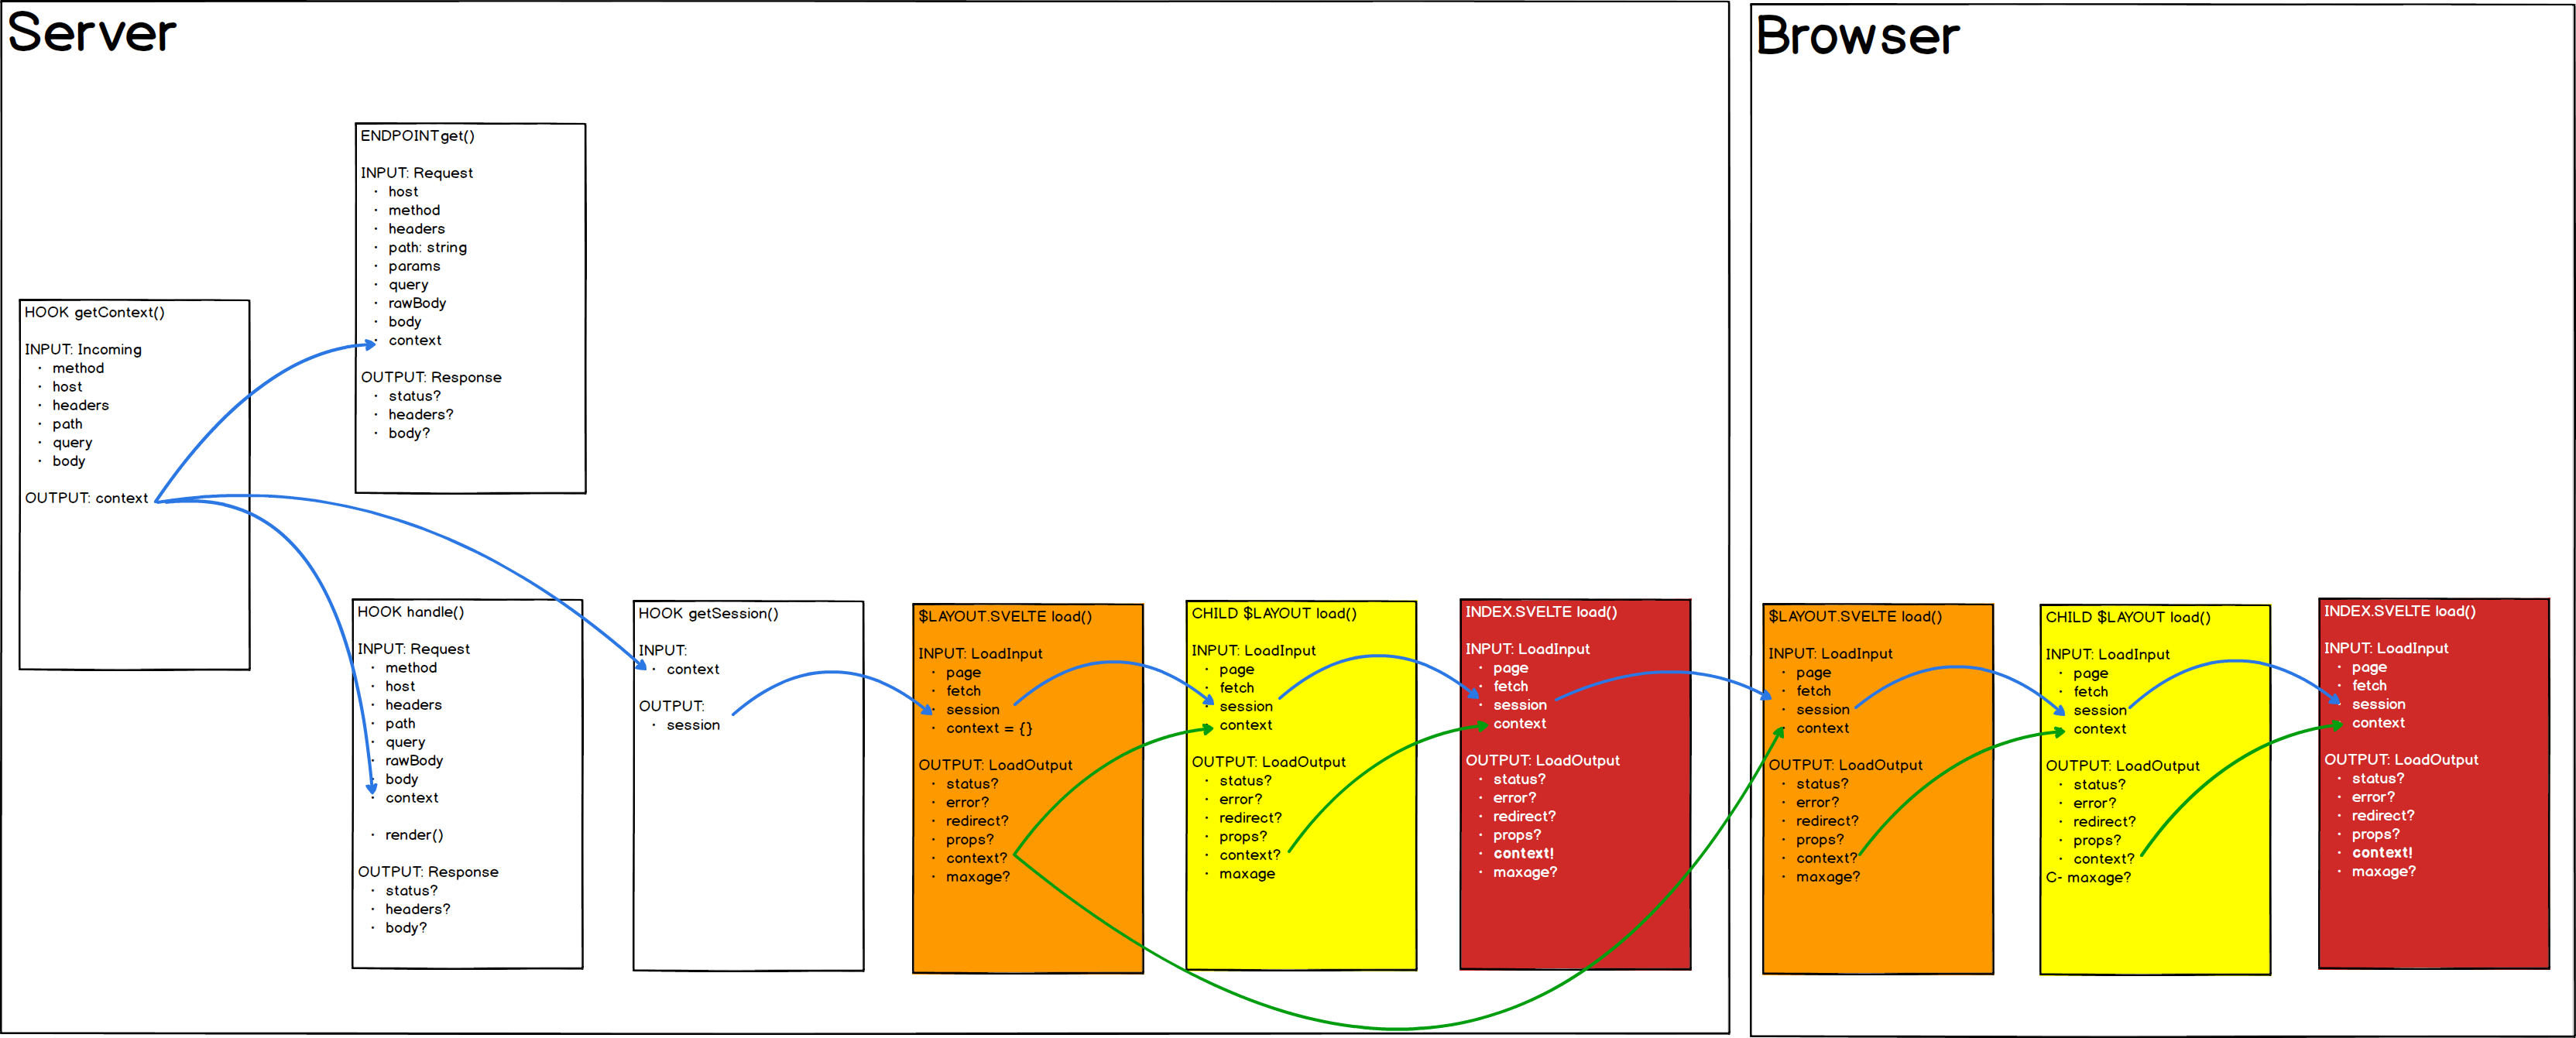 Server
HOOK getContext()
INPUT: Incoming
· method
· host
· headers
· path
· query
· body
OUTPUT: context
ENDPOINT get()
INPUT: Request
· host
· method
· headers
· path: string
· params
· query
· rawBody
· body
· context
OUTPUT: Response
· status?
· headers?
· body?
HOOK handle()
INPUT: Request
· method
· host
· headers
· path
· query
· rawBody
· body
· context
· render()
OUTPUT: Response
· status?
· headers?
· body?
HOOK getSession()
INPUT:
· context
OUTPUT:
· session
$LAYOUT.SVELTE load()
INPUT: LoadInput
· page
· fetch
· session
· context = {}
OUTPUT: LoadOutput
· status?
· error?
· redirect?
· props?
· context?
· maxage?
CHILD $LAYOUT load()
INPUT: LoadInput
· page
· fetch
· session
· context
OUTPUT: LoadOutput
· status?
· error?
· redirect?
· props?
· context?
· maxage
INDEX.SVELTE load()
INPUT: LoadInput
· page
· fetch
· session
· context
OUTPUT: LoadOutput
· status?
· error?
· redirect?
· props?
· context!
· maxage?
Browser
$LAYOUT.SVELTE load()
INPUT: LoadInput
· page
· fetch
· session
· context
OUTPUT: LoadOutput
· status?
· error?
· redirect?
· props?
· context?
· maxage?
CHILD $LAYOUT load()
INPUT: LoadInput
· page
· fetch
· session
· context
OUTPUT: LoadOutput
· status?
· error?
· redirect?
· props?
· context?
C- maxage?
INDEX.SVELTE load()
INPUT: LoadInput
· page
· fetch
· session
· context
OUTPUT: LoadOutput
· status?
· error?
· redirect?
· props?
· context!
· maxage?